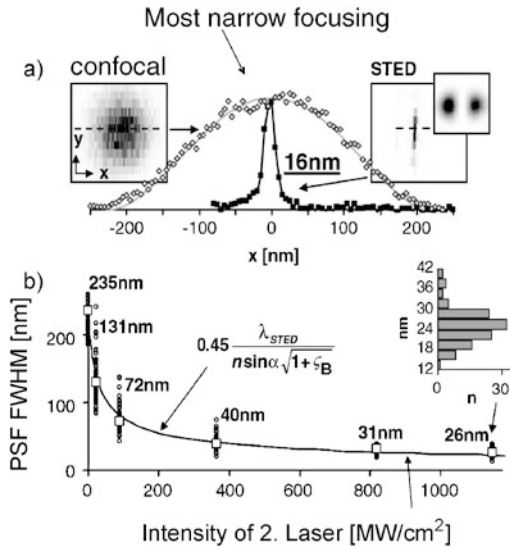 Most narrow focusing
a)
confocal
STED
y
x
16nm
-200
-100
0
100
200
x [nm]
b)
PSF FWHM [nm]
200
100
0
235nm
131nm
72nm
40nm
31nm
26nm
0.45 λSTED / n sinα √1+ςB
nm
42
36
30
24
18
12
0
n
30
0
200
400
600
800
1000
Intensity of 2. Laser [MW/cm²]